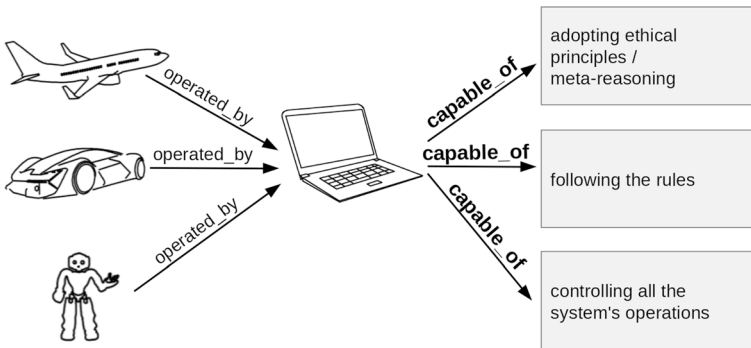 operated_by
operated_by
operated_by
capable_of
capable_of
capable_of
adopting ethical
principles /
meta-reasoning
following the rules
controlling all the
system's operations